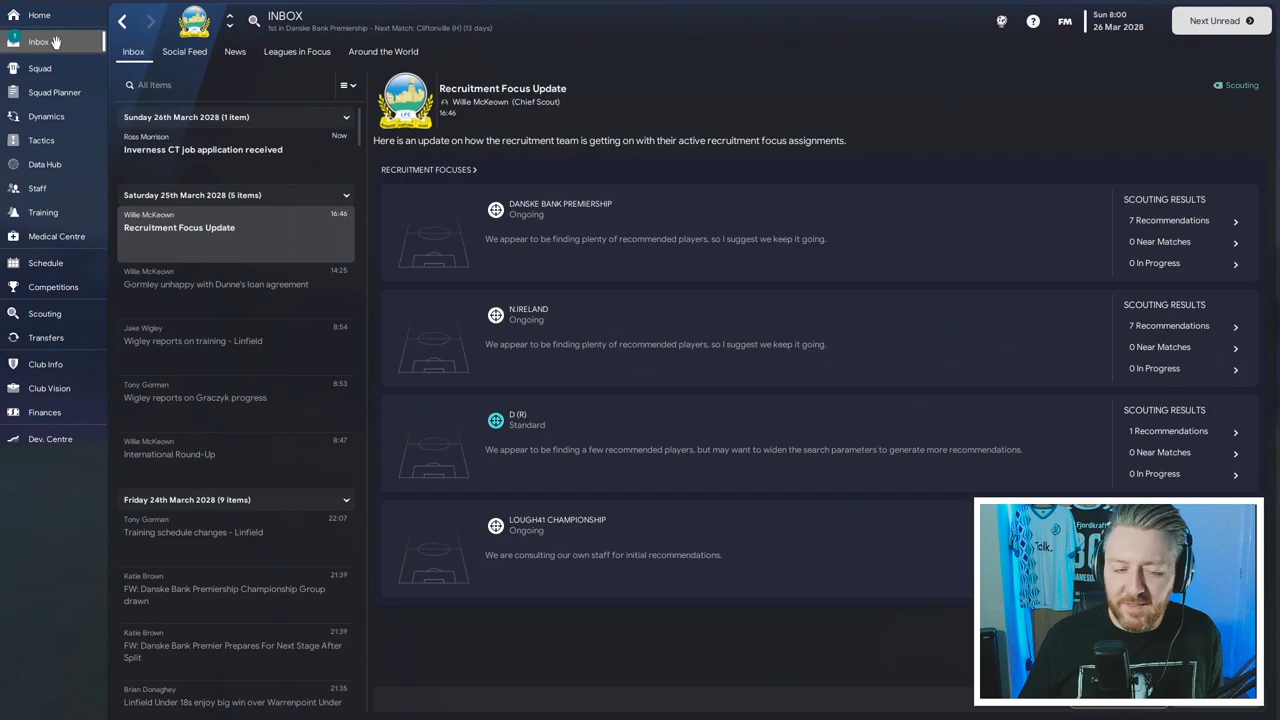 Home
Inbox
1
Squad
Squad Planner
Dynamics
Tactics
Data Hub
Staff
Training
Medical Centre
Schedule
Competitions
Scouting
Transfers
Club Info
Club Vision
Finances
Dev. Centre
INBOX
1st in Danske Bank Premiership - Next Match: Cliftonville (H) (13 days)
FM
Sun 8:00
26 Mar 2028
Next Unread
Inbox
Social Feed
News
Leagues in Focus
Around the World
All Items
Sunday 26th March 2028 (1 item)
Ross Morrison
Now
Inverness CT job application received
Saturday 25th March 2028 (5 items)
Willie McKeown
16:46
Recruitment Focus Update
Willie McKeown
14:25
Gormley unhappy with Dunne's loan agreement
Jake Wigley
8:54
Wigley reports on training - Linfield
Tony Gorman
8:53
Wigley reports on Graczyk progress
Willie McKeown
8:47
International Round-Up
Friday 24th March 2028 (9 items)
Tony Gorman
22:07
Training schedule changes - Linfield
Katie Brown
21:39
FW: Danske Bank Premiership Championship Group
drawn
Katie Brown
21:39
FW: Danske Bank Premier Prepares For Next Stage After
Split
Brian Donaghey
21:35
Linfield Under 18s enjoy big win over Warrenpoint Under
LFC
Recruitment Focus Update
Willie McKeown (Chief Scout)
16:46
Scouting
Here is an update on how the recruitment team is getting on with their active recruitment focus assignments.
RECRUITMENT FOCUSES
DANSKE BANK PREMIERSHIP
Ongoing
We appear to be finding plenty of recommended players, so I suggest we keep it going.
SCOUTING RESULTS
7 Recommendations
0 Near Matches
0 In Progress
N.IRELAND
Ongoing
We appear to be finding plenty of recommended players, so I suggest we keep it going.
SCOUTING RESULTS
7 Recommendations
0 Near Matches
0 In Progress
D (R)
Standard
We appear to be finding a few recommended players, but may want to widen the search parameters to generate more recommendations.
SCOUTING RESULTS
1 Recommendations
0 Near Matches
0 In Progress
LOUGH41 CHAMPIONSHIP
Ongoing
We are consulting our own staff for initial recommendations.
Talk.
Fjordkraft